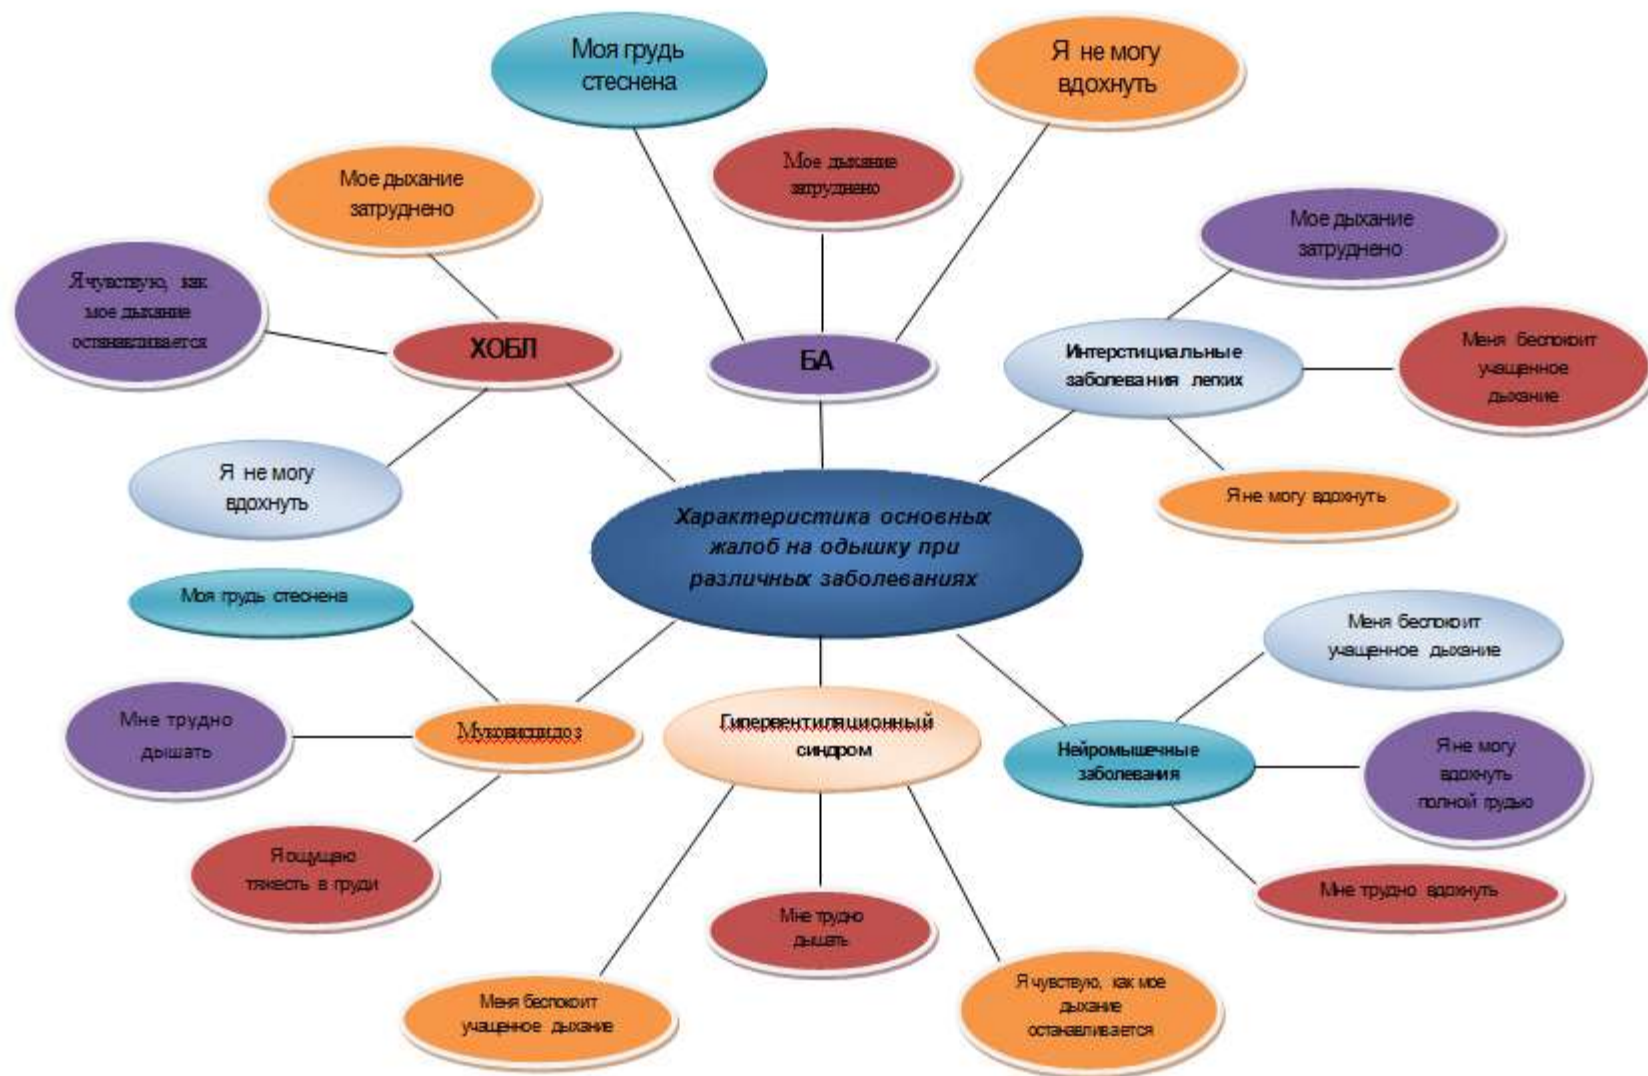 Моя грудь
стеснена
Я не могу
вдохнуть
Мое дыхание
затруднено
Мое дыхание
затруднено
Мое дыхание
затруднено
Я чувствую, как
мое дыхание
останавливается
ХОБЛ
БА
Интерстициальные
заболевания легких
Меня беспокоит
учащенное
дыхание
Я не могу
вдохнуть
Я не могу вдохнуть
Характеристика основных
жалоб на одышку при
различных заболеваниях
Моя грудь стеснена
Меня беспокоит
учащенное дыхание
Мне трудно
дышать
Муковисцидоз
Гипервентиляционный
синдром
Нейромышечные
заболевания
Я не могу
вдохнуть
полной грудью
Я ощущаю
тяжесть в груди
Мне трудно вдохнуть
Мне трудно
дышать
Меня беспокоит
учащенное дыхание
Я чувствую, как мое
дыхание
останавливается